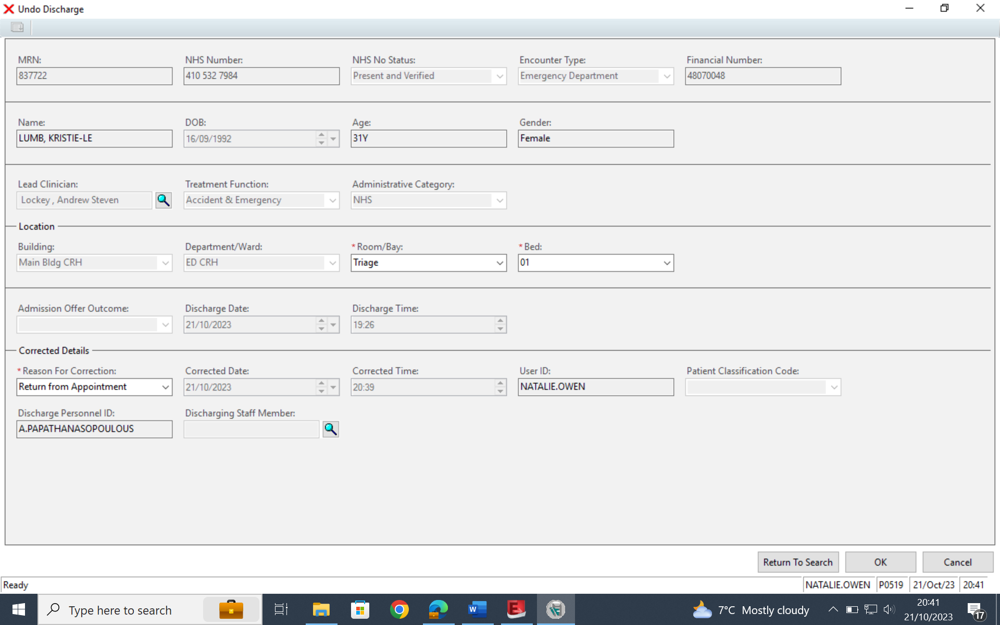 Undo Discharge
MRN: NHS Number: NHS No Status: Encounter Type: Financial Number:
837722 410 532 7984 Present and Verified Emergency Department 48070048
Name: DOB: Age: Gender:
LUMB, KRISTIE-LE 16/09/1992 31Y Female
Lead Clinician: Treatment Function: Administrative Category:
Lockey , Andrew Steven Accident & Emergency NHS
Location
Building: Department/Ward: * Room/Bay: * Bed:
Main Bldg CRH ED CRH Triage 01
Admission Offer Outcome: Discharge Date: Discharge Time:
21/10/2023 19:26
Corrected Details
* Reason For Correction: Corrected Date: Corrected Time: User ID: Patient Classification Code:
Return from Appointment 21/10/2023 20:39 NATALIE.OWEN
Discharge Personnel ID: Discharging Staff Member:
A.PAPATHANASOPOULOUS
Return To Search OK Cancel
Ready NATALIE.OWEN P0519 21/Oct/23 20:41
Type here to search 7°C Mostly cloudy 20:41
21/10/2023 17